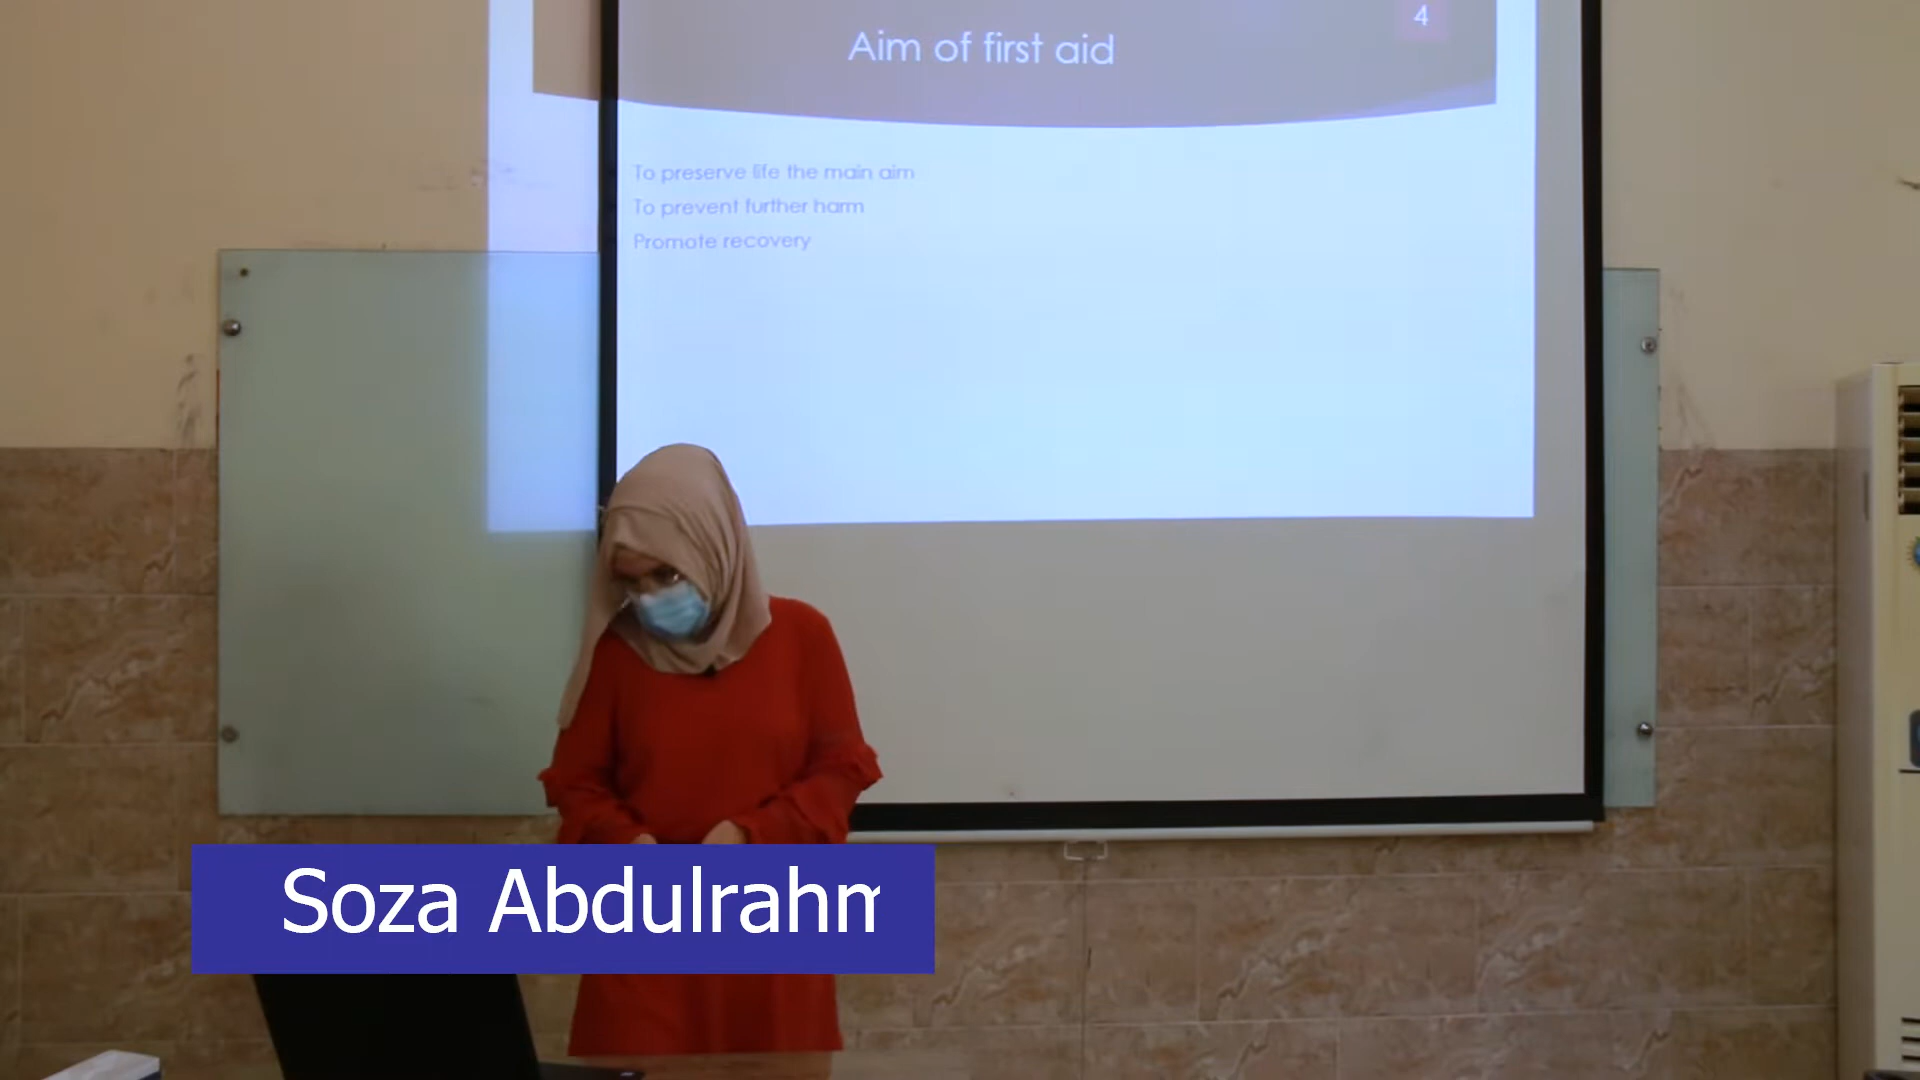 4
Aim of first aid
To preserve life the main aim
To prevent further harm
Promote recovery
Soza Abdulrahm